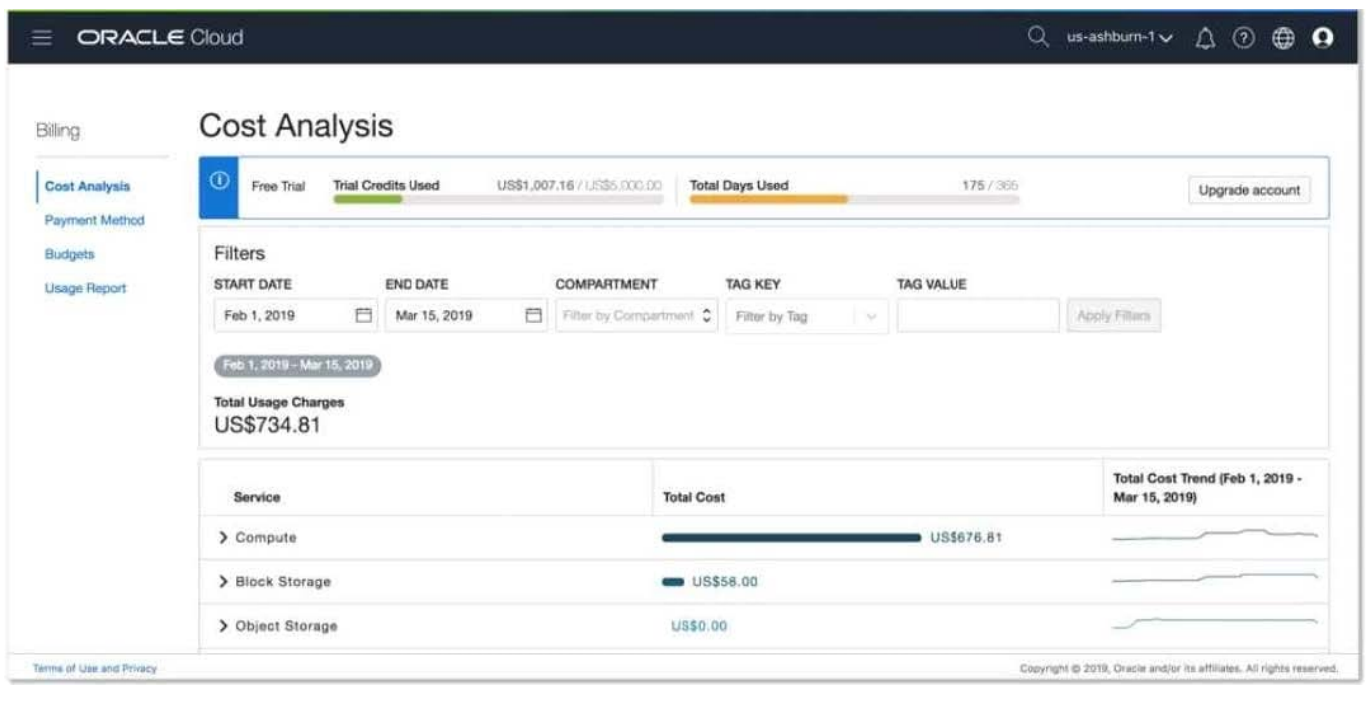 ORACLE Cloud
us-ashburn-1
Billing
Cost Analysis
Payment Method
Budgets
Usage Report
Cost Analysis
Free Trial
Trial Credits Used US$1,007.16 / US$5,000.00
Total Days Used 175 / 365
Upgrade account
Filters
START DATE END DATE COMPARTMENT TAG KEY TAG VALUE
Feb 1, 2019 Mar 15, 2019 Filter by Compartment Filter by Tag Apply Filters
Feb 1, 2019 - Mar 15, 2019
Total Usage Charges
US$734.81
Service Total Cost Total Cost Trend (Feb 1, 2019 -
Mar 15, 2019)
Compute US$676.81
Block Storage US$58.00
Object Storage US$0.00
Terms of Use and Privacy Copyright © 2019, Oracle and/or its affiliates. All rights reserved.